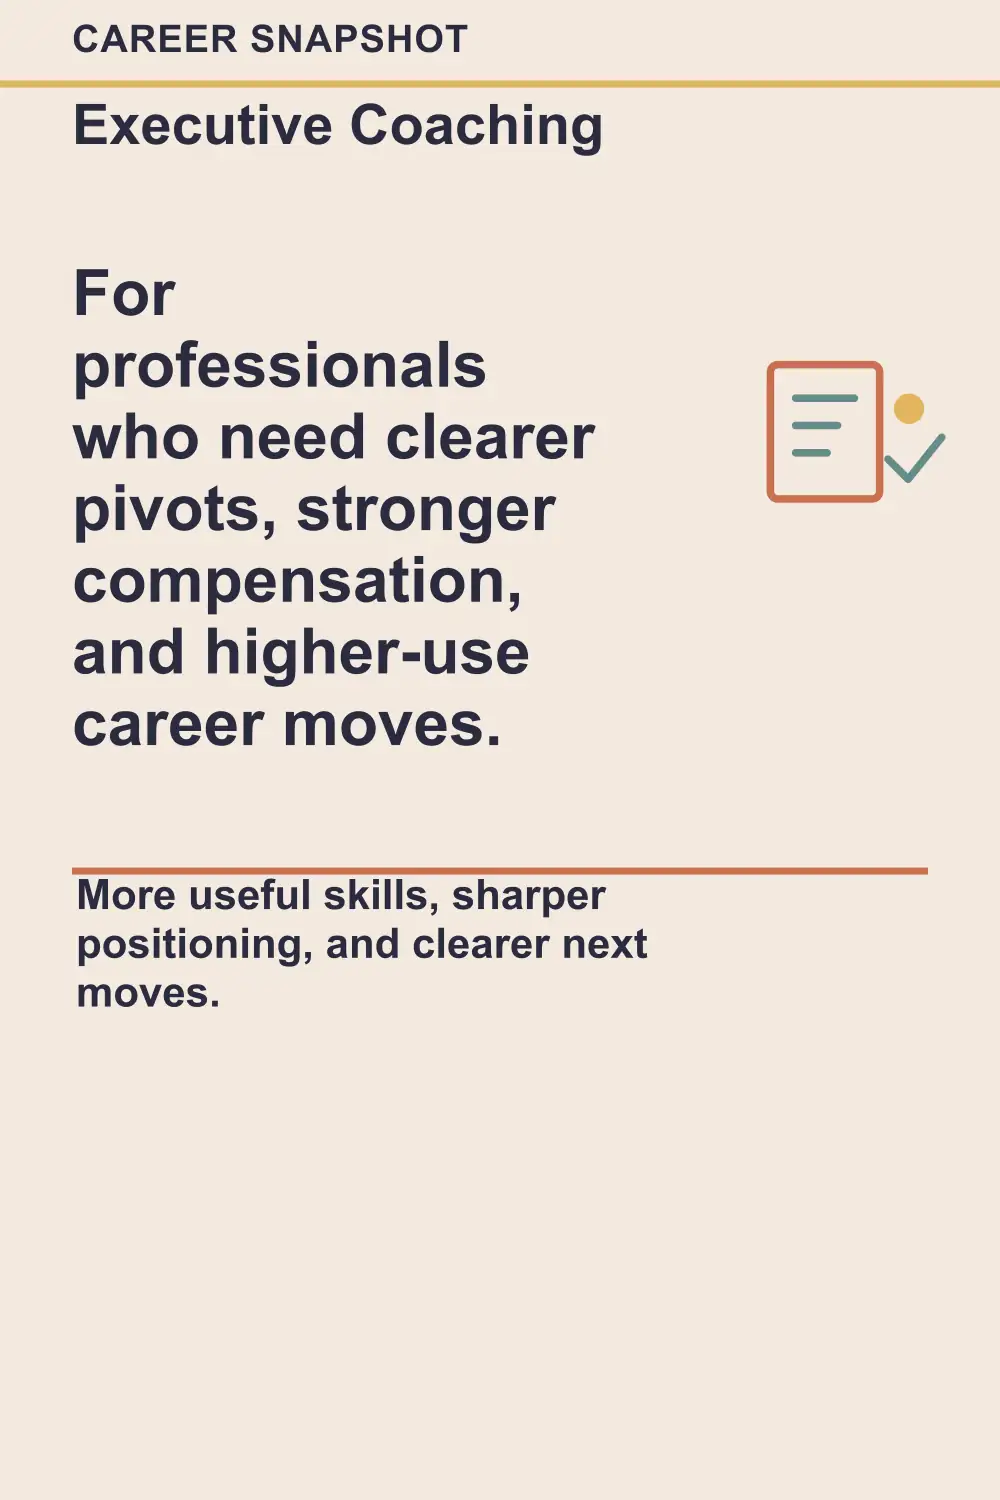 CAREER SNAPSHOT
Executive Coaching
For
professionals
who need clearer
pivots, stronger
compensation,
and higher-use
career moves.
More useful skills, sharper
positioning, and clearer next
moves.